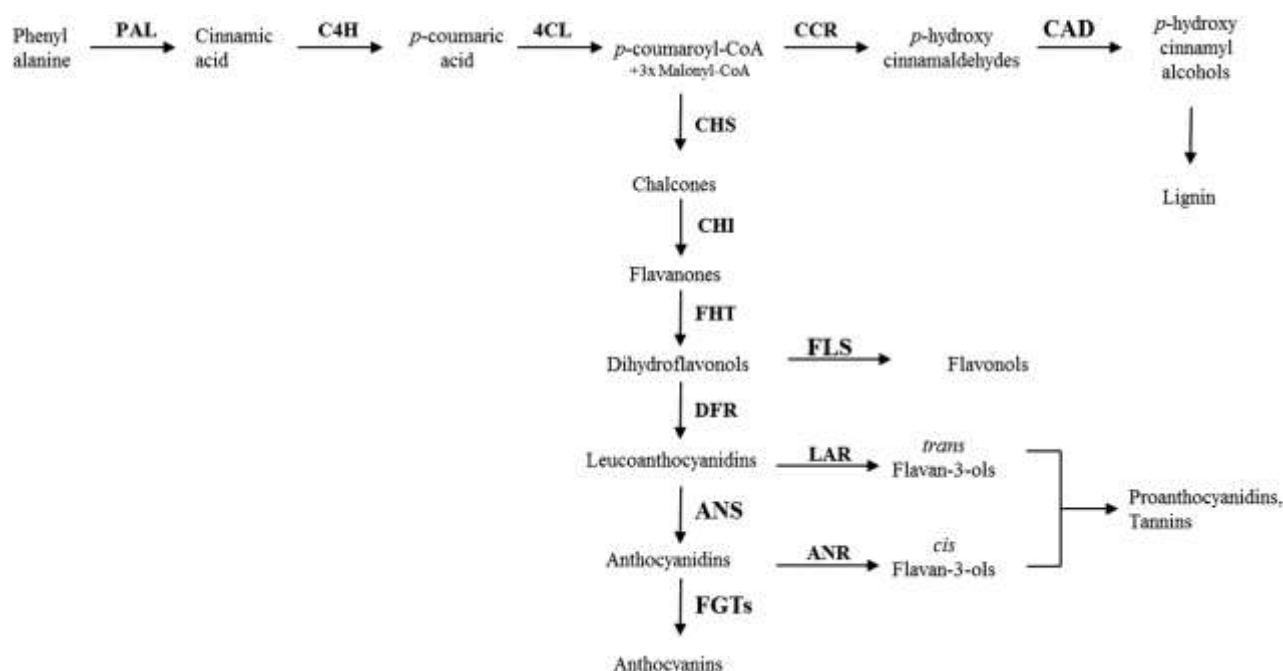 PAL
C4H
4CL
CCR
CAD
Phenyl
alanine
Cinnamic
acid
p-coumaric
acid
p-coumaroyl-CoA
+3x Malonyl-CoA
p-hydroxy
cinnamaldehydes
p-hydroxy
cinnamyl
alcohols
CHS
Chalcones
Lignin
CHI
Flavanones
FHT
FLS
Dihydroflavonols
Flavonols
DFR
LAR
Leucoanthocyanidins
trans
Flavan-3-ols
Proanthocyanidins,
Tannins
ANS
ANR
Anthocyanidins
cis
Flavan-3-ols
FGTs
Anthocyanins